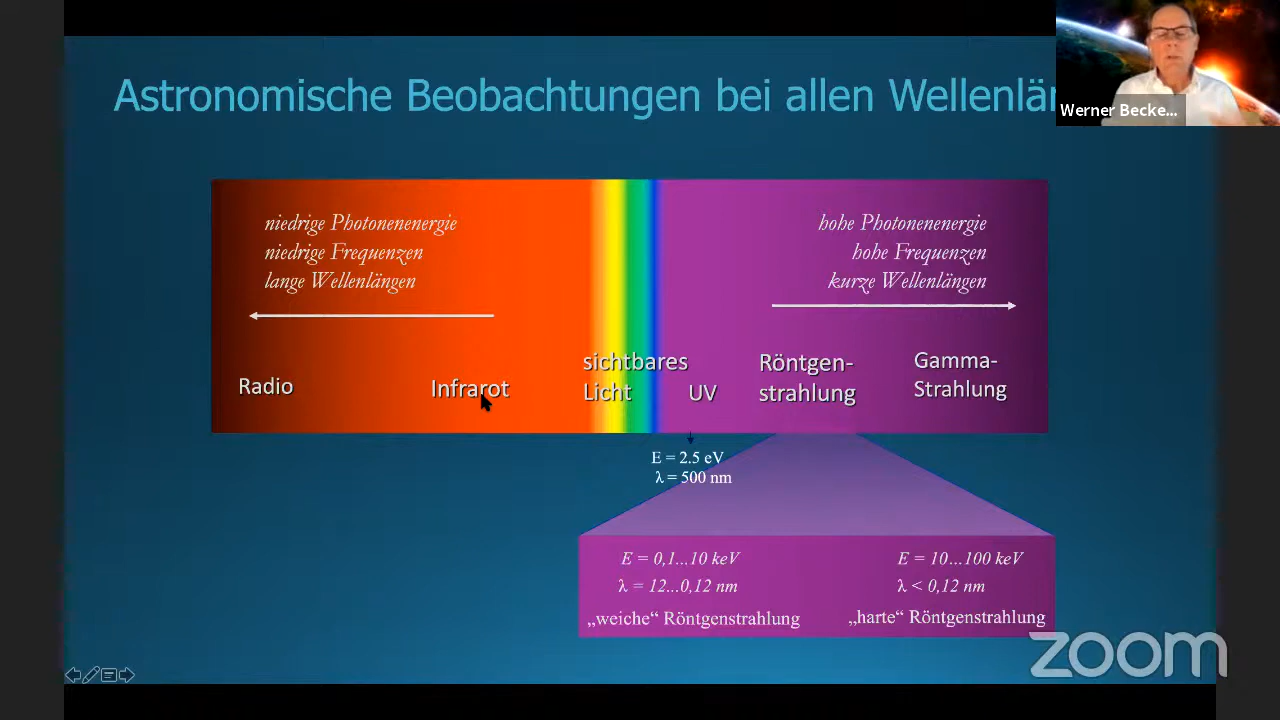 Astronomische Beobachtungen bei allen Wellenlän
Werner Becke...
niedrige Photonenenergie
niedrige Frequenzen
lange Wellenlängen
hohe Photonenenergie
hohe Frequenzen
kurze Wellenlängen
Radio
Infrarot
sichtbares
Licht
UV
Röntgen-
strahlung
Gamma-
Strahlung
E = 2.5 eV
λ = 500 nm
E = 0,1...10 keV
λ = 12...0,12 nm
„weiche“ Röntgenstrahlung
E = 10...100 keV
λ < 0,12 nm
„harte“ Röntgenstrahlung
zoom